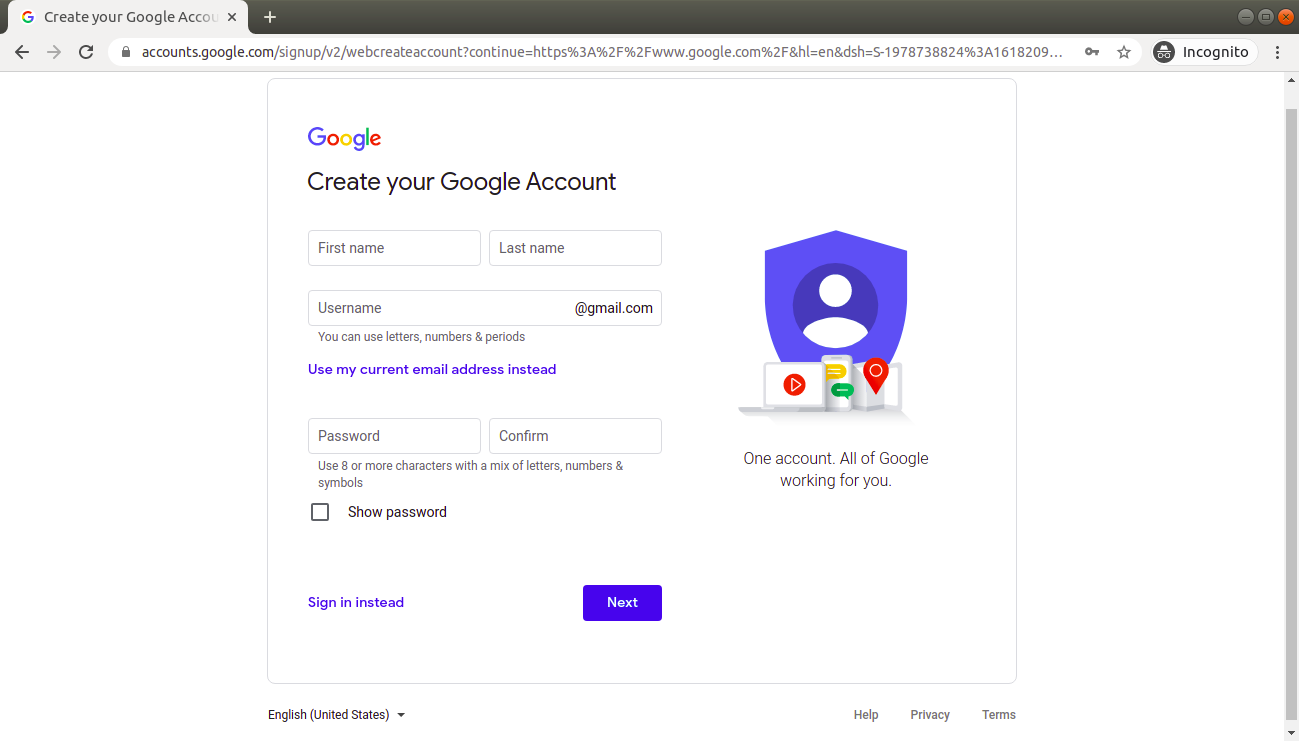 Create your Google Accou
accounts.google.com/signup/v2/webcreateaccount?continue=https%3A%2F%2Fwww.google.com%2F&hl=en&dsh=S-1978738824%3A1618209…
Incognito
Google
Create your Google Account
First name
Last name
Username
@gmail.com
You can use letters, numbers & periods
Use my current email address instead
Password
Confirm
Use 8 or more characters with a mix of letters, numbers &
symbols
Show password
Sign in instead
Next
One account. All of Google
working for you.
English (United States)
Help
Privacy
Terms